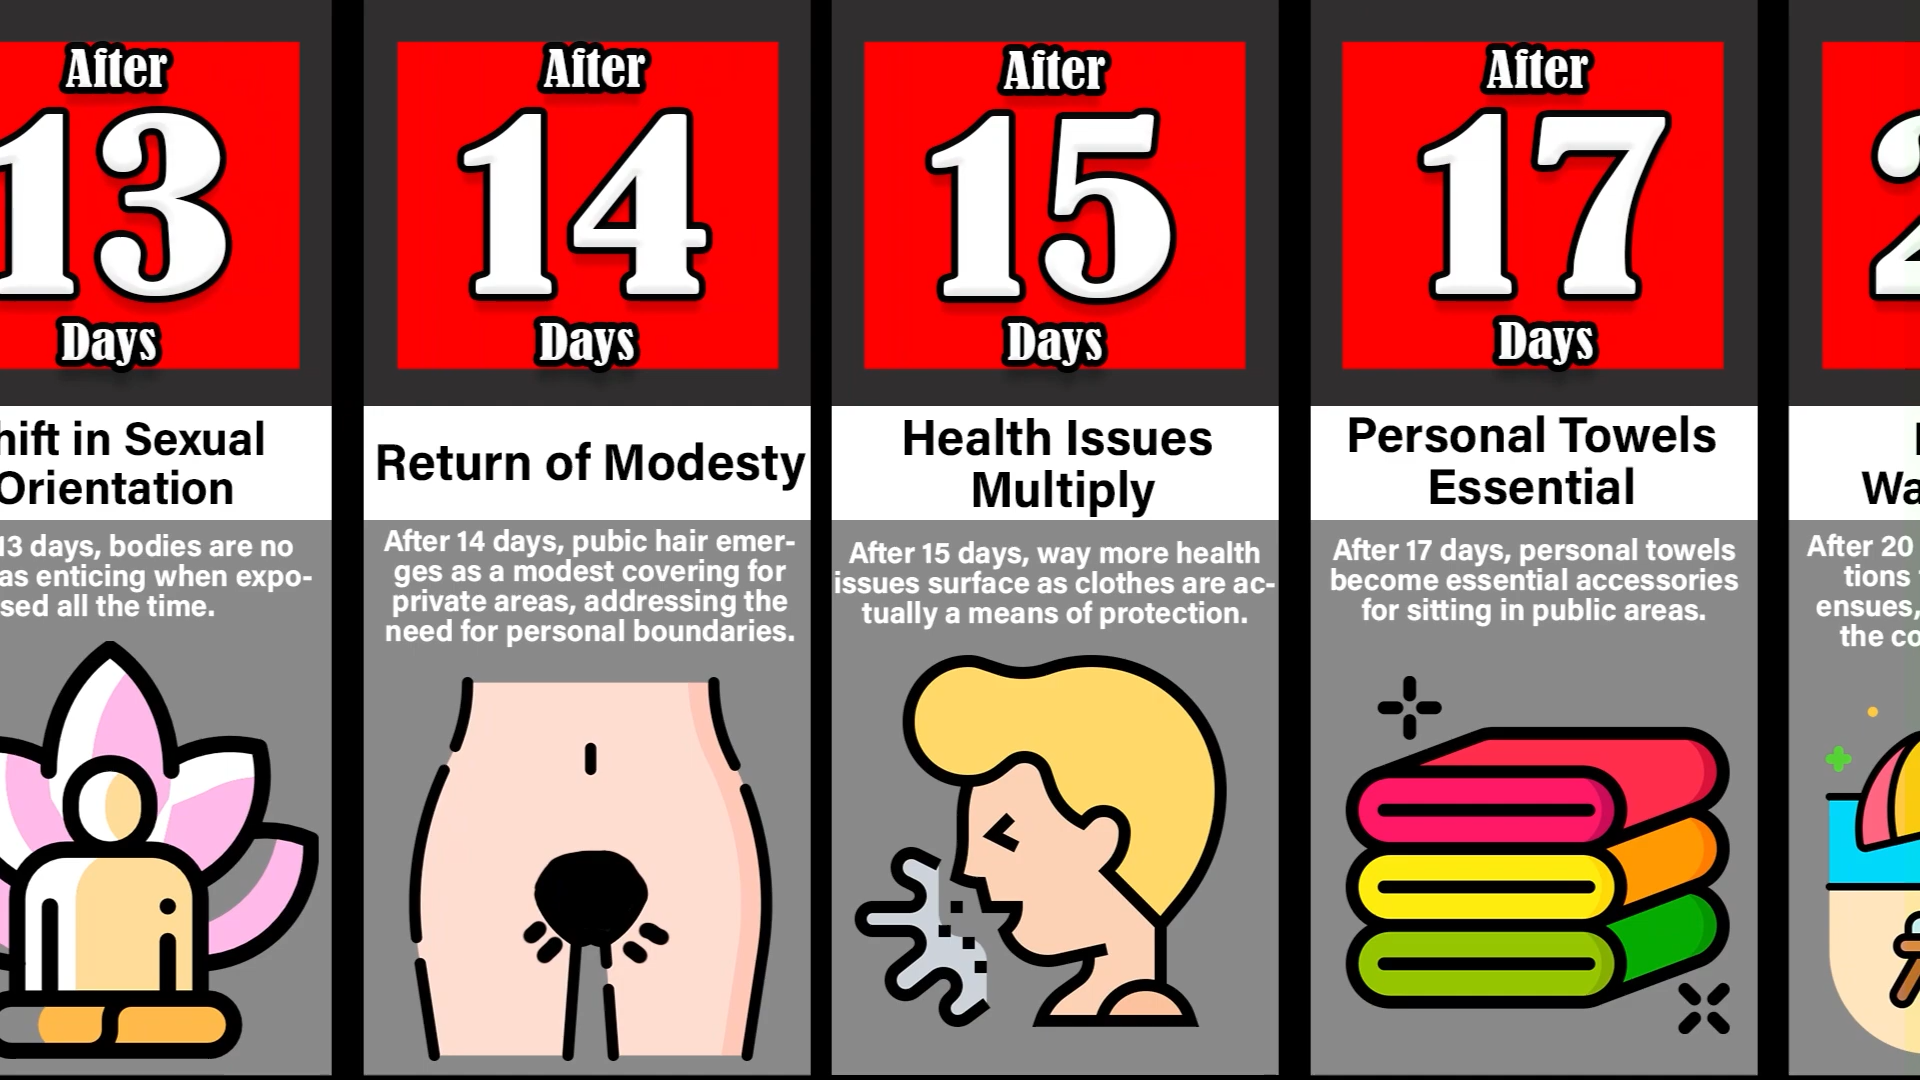 After
13
Days
hift in Sexual
Orientation
13 days, bodies are no
as enticing when expo-
sed all the time.
After
14
Days
Return of Modesty
After 14 days, pubic hair emer-
ges as a modest covering for
private areas, addressing the
need for personal boundaries.
After
15
Days
Health Issues
Multiply
After 15 days, way more health
issues surface as clothes are ac-
tually a means of protection.
After
17
Days
Personal Towels
Essential
After 17 days, personal towels
become essential accessories
for sitting in public areas.
2
Wa
After 20
tions
ensues,
the co